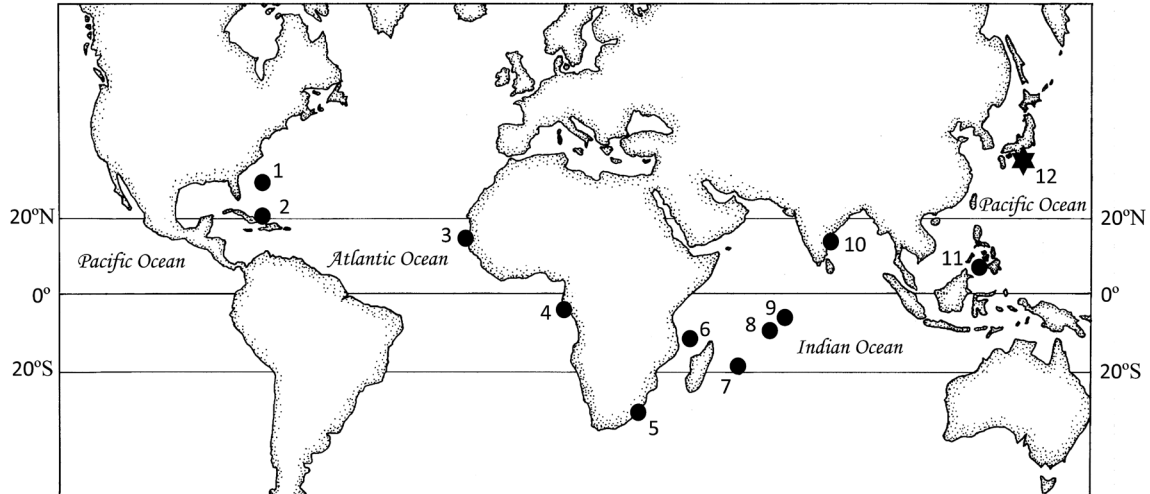 1
12
2
Pacific Ocean
20ºN
20ºN
3
10
11
Pacific Ocean
Atlantic Ocean
0º
0º
4
9
6
8
Indian Ocean
20ºS
7
20ºS
5